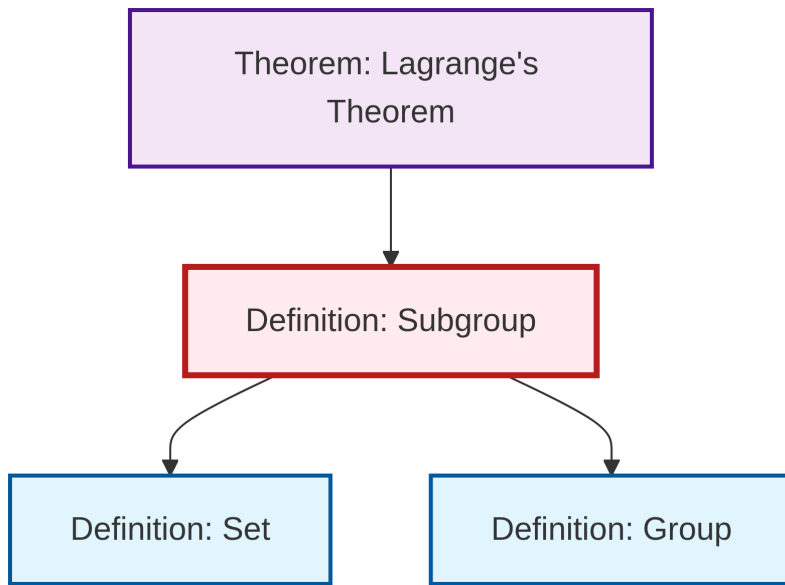 Theorem: Lagrange's
Theorem
Definition: Subgroup
Definition: Set
Definition: Group